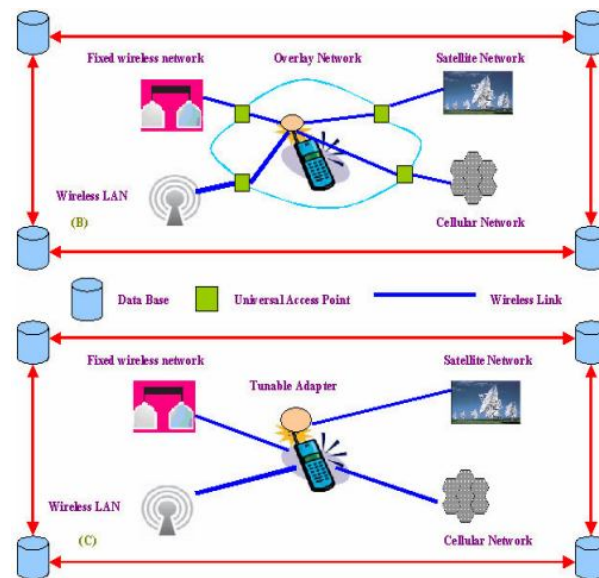 Fixed wireless network
Overlay Network
Satellite Network
Wireless LAN
(B)
Cellular Network
Data Base
Universal Access Point
Wireless Link
Fixed wireless network
Satellite Network
Tunable Adapter
Wireless LAN
(C)
Cellular Network